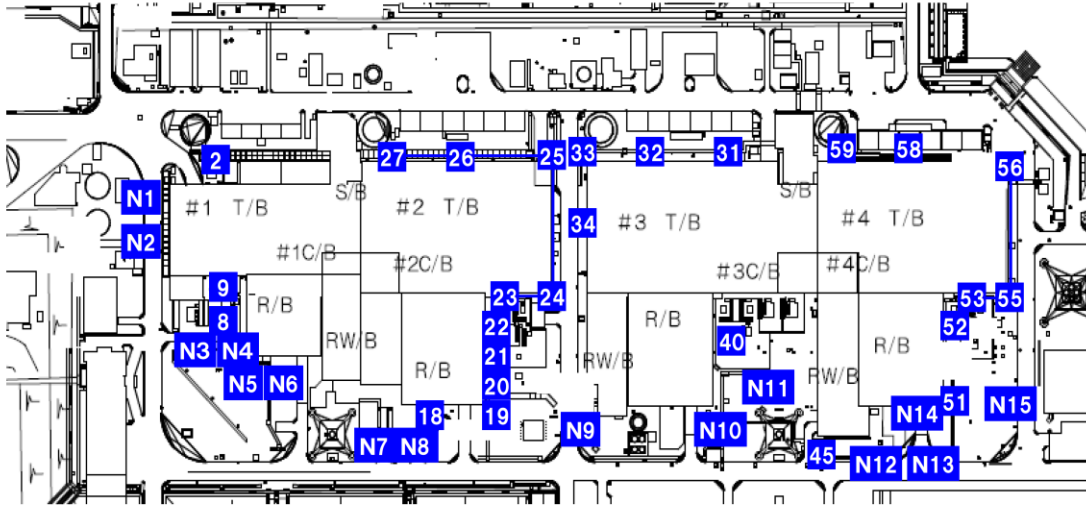 27 26 25 33 32 31 59 58
2 56
N1 S/B S/B
#1 T/B #2 T/B 34 #3 T/B #4 T/B
N2
#1C/B #2C/B #3C/B #4C/B
9 23 24 53 55
R/B R/B
8 22 52
RW/B 40 R/B
N3 N4 21 RW/B
R/B RW/B
N5 N6 20 N11
51 N15
18 19 N14
N7 N8 N9 N10
45 N12 N13